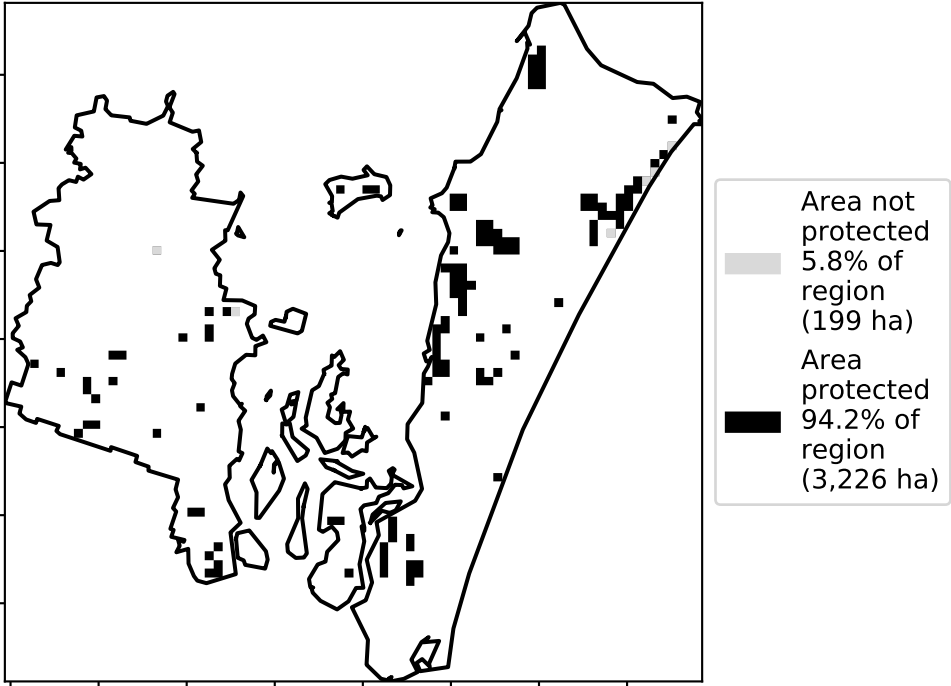 Area not
protected
5.8% of
region
(199 ha)
Area
protected
94.2% of
region
(3,226 ha)